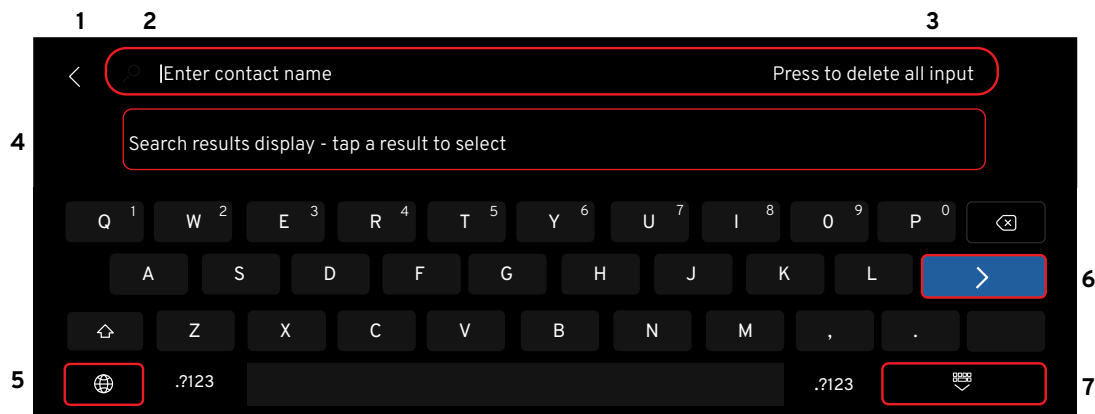 1 2 3
Enter contact name Press to delete all input
4
Search results display - tap a result to select
Q 1 W 2 E 3 R 4 T 5 Y 6 U 7 I 8 O 9 P 0
A S D F G H J K L
6
Z X C V B N M , .
5
.?123 .?123
7